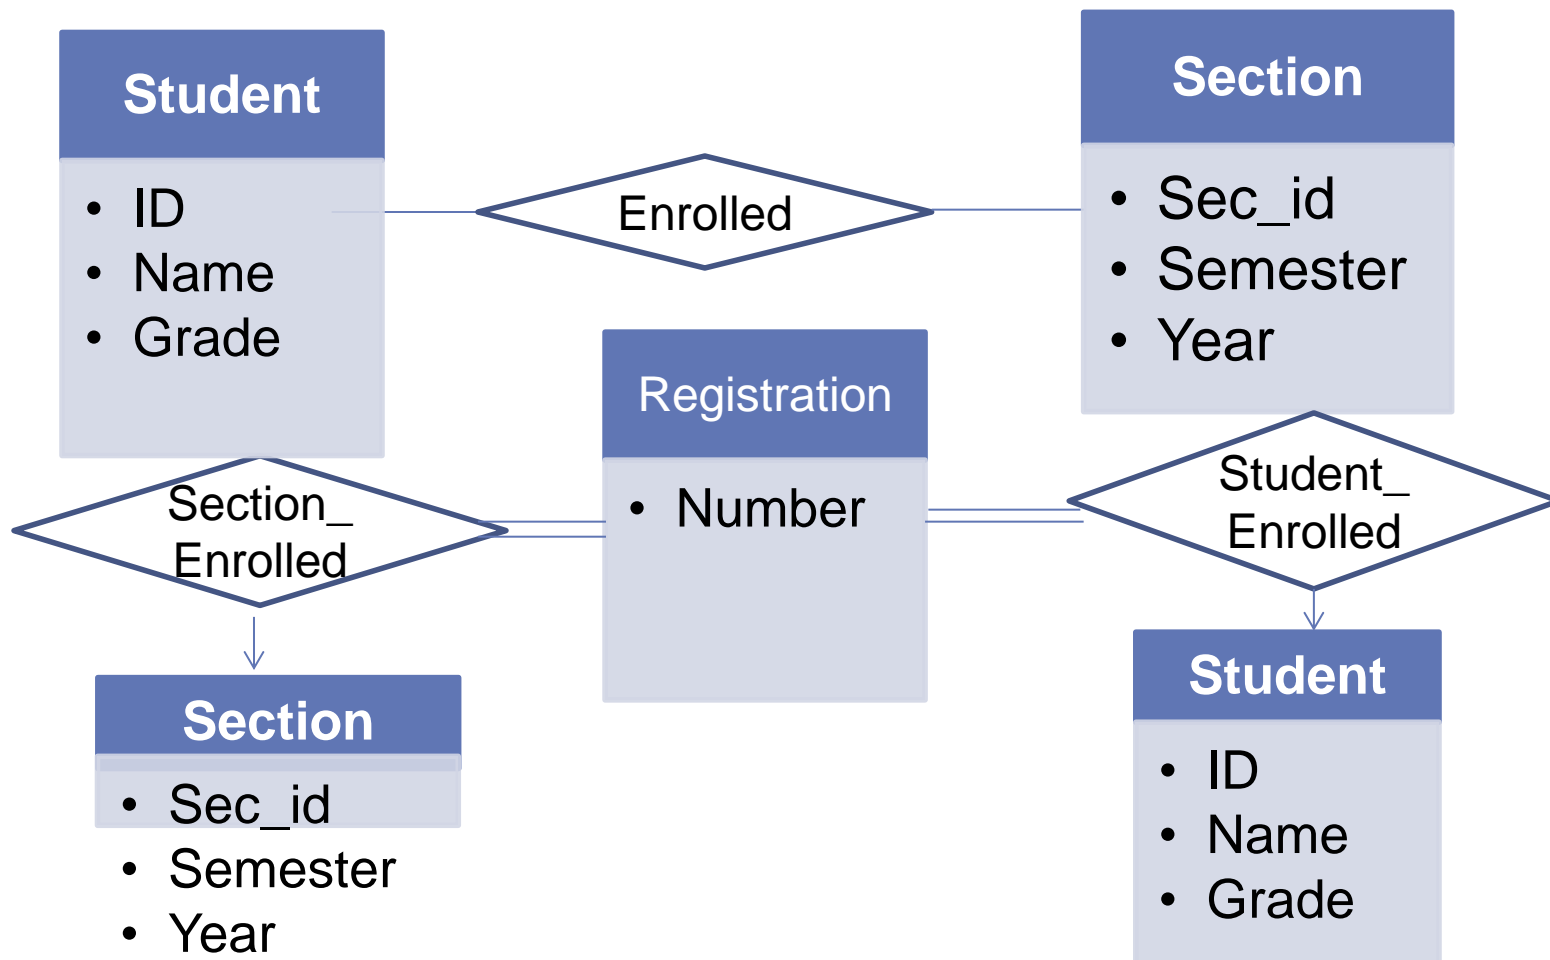 Student
• ID
• Name
• Grade
Enrolled
Section
• Sec_id
• Semester
• Year
Registration
• Number
Section_
Enrolled
Student_
Enrolled
Section
• Sec_id
• Semester
• Year
Student
• ID
• Name
• Grade